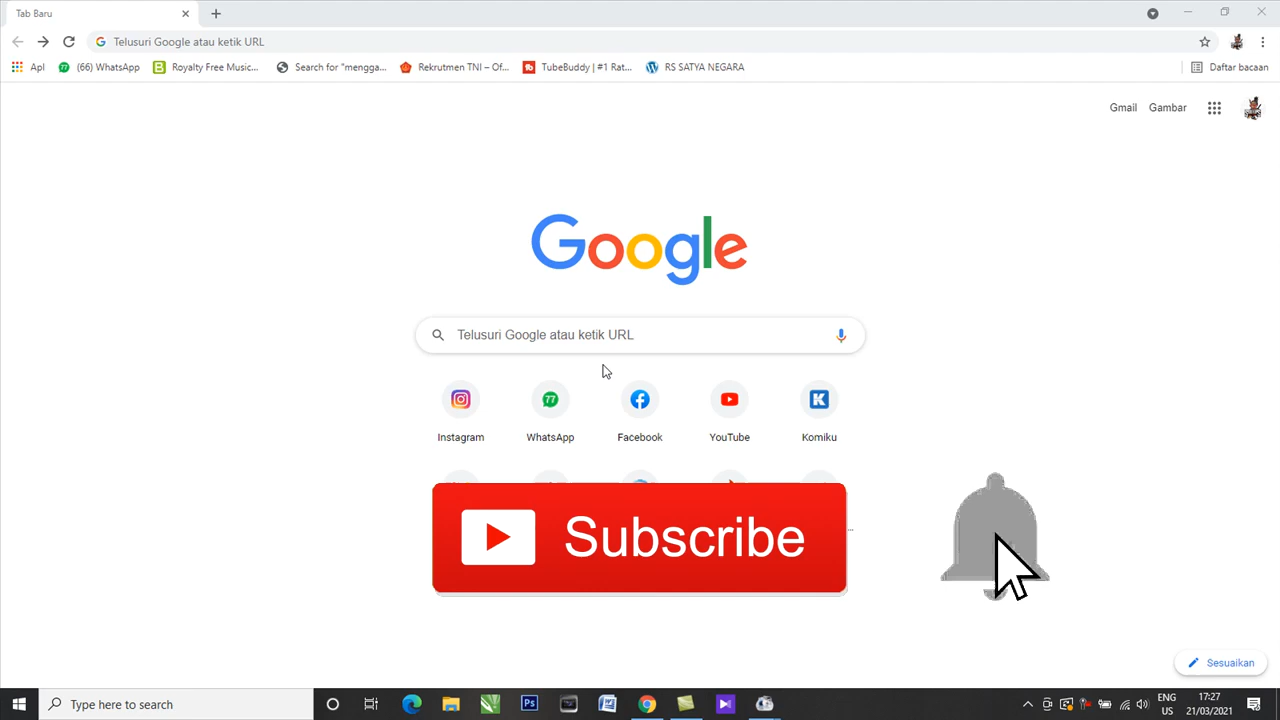 Tab Baru
Telusuri Google atau ketik URL
Apl
(66) WhatsApp
Royalty Free Music...
Search for "mengga...
Rekrutmen TNI – Of...
TubeBuddy | #1 Rat...
RS SATYA NEGARA
Daftar bacaan
Gmail
Gambar
Google
Telusuri Google atau ketik URL
77
Instagram
WhatsApp
Facebook
YouTube
Komiku
Subscribe
Sesuaikan
Type here to search
Ps
ENG
US
17:27
21/03/2021